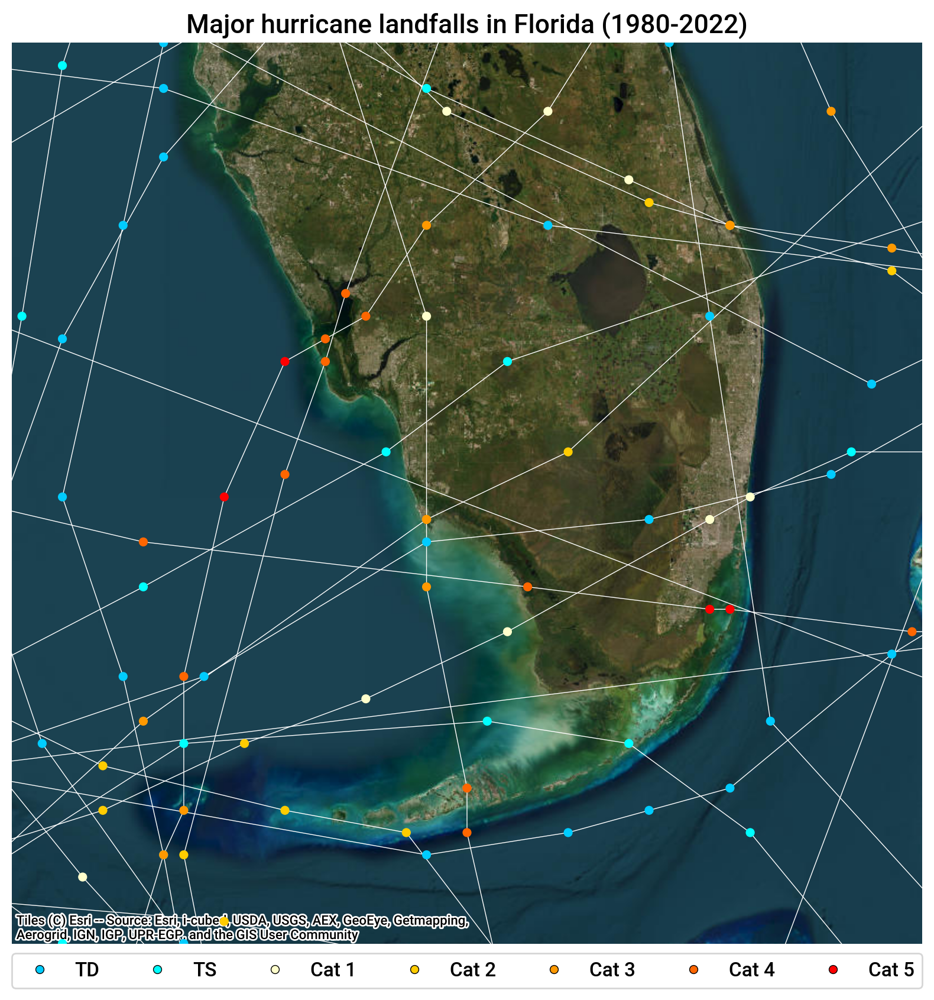 Major hurricane landfalls in Florida (1980-2022)
Tiles (C) Esri -- Source: Esri, i-cubed, USDA, USGS, AEX, GeoEye, Getmapping,
Aerogrid, IGN, IGP, UPR-EGP, and the GIS User Community
TD TS Cat 1 Cat 2 Cat 3 Cat 4 Cat 5